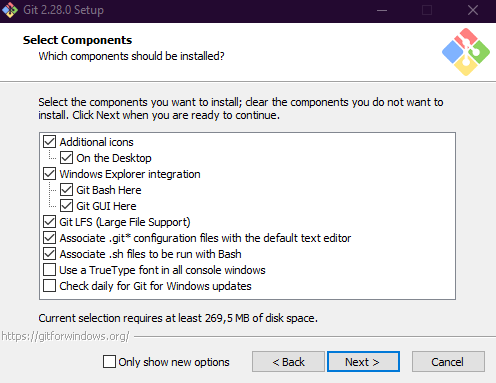 Git 2.28.0 Setup
Select Components
Which components should be installed?
Select the components you want to install; clear the components you do not want to
install. Click Next when you are ready to continue.
Additional icons
On the Desktop
Windows Explorer integration
Git Bash Here
Git GUI Here
Git LFS (Large File Support)
Associate .git* configuration files with the default text editor
Associate .sh files to be run with Bash
Use a TrueType font in all console windows
Check daily for Git for Windows updates
Current selection requires at least 269,5 MB of disk space.
https://gitforwindows.org/
Only show new options
< Back
Next >
Cancel